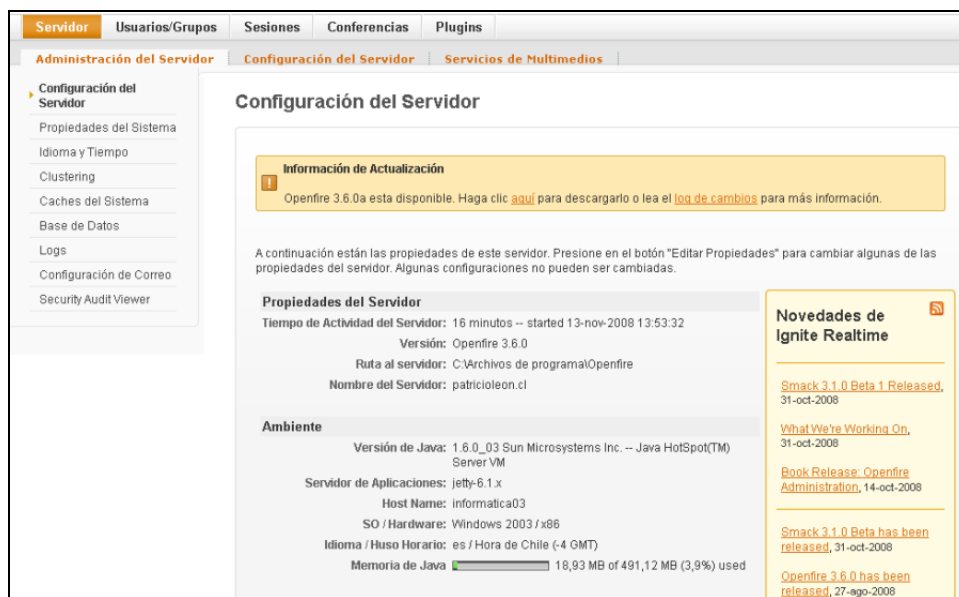 Servidor Usuarios/Grupos Sesiones Conferencias Plugins
Administración del Servidor Configuración del Servidor Servicios de Multimedios
Configuración del
Servidor
Propiedades del Sistema
Idioma y Tiempo
Clustering
Caches del Sistema
Base de Datos
Logs
Configuración de Correo
Security Audit Viewer
Configuración del Servidor
Información de Actualización
Openfire 3.6.0a esta disponible. Haga clic aquí para descargarlo o lea el log de cambios para más información.
A continuación están las propiedades de este servidor. Presione en el botón "Editar Propiedades" para cambiar algunas de las
propiedades del servidor. Algunas configuraciones no pueden ser cambiadas.
Propiedades del Servidor
Tiempo de Actividad del Servidor: 16 minutos -- started 13-nov-2008 13:53:32
Versión: Openfire 3.6.0
Ruta al servidor: C:\Archivos de programa\Openfire
Nombre del Servidor: patricioleon.cl
Ambiente
Versión de Java: 1.6.0_03 Sun Microsystems Inc. -- Java HotSpot(TM)
Server VM
Servidor de Aplicaciones: jetty-6.1.x
Host Name: informatica03
SO / Hardware: Windows 2003 / x86
Idioma / Huso Horario: es / Hora de Chile (-4 GMT)
Memoria de Java 18,93 MB of 491,12 MB (3,9%) used
Novedades de
Ignite Realtime
Smack 3.1.0 Beta 1 Released,
31-oct-2008
What We're Working On,
31-oct-2008
Book Release: Openfire
Administration, 14-oct-2008
Smack 3.1.0 Beta has been
released, 31-oct-2008
Openfire 3.6.0 has been
released, 27-ago-2008